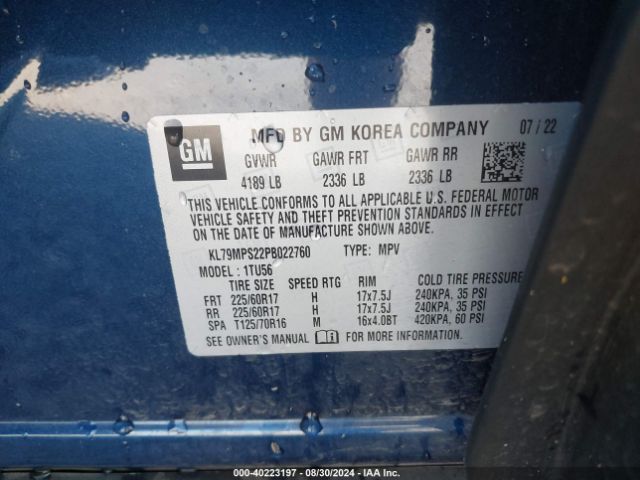 GM
MFD BY GM KOREA COMPANY 07 / 22
GVWR GAWR FRT GAWR RR
4189 LB 2336 LB 2336 LB
THIS VEHICLE CONFORMS TO ALL APPLICABLE U.S. FEDERAL MOTOR
VEHICLE SAFETY AND THEFT PREVENTION STANDARDS IN EFFECT
ON THE DATE OF MANUFACTURE SHOWN ABOVE.
KL79MPS22PB022760 TYPE: MPV
MODEL : 1TU56
TIRE SIZE SPEED RTG RIM COLD TIRE PRESSURE
FRT 225/60R17 H 17x7.5J 240KPA, 35 PSI
RR 225/60R17 H 17x7.5J 240KPA, 35 PSI
SPA T125/70R16 M 16x4.0BT 420KPA, 60 PSI
SEE OWNER'S MANUAL FOR MORE INFORMATION.
000-40223197 - 08/30/2024 - IAA Inc.